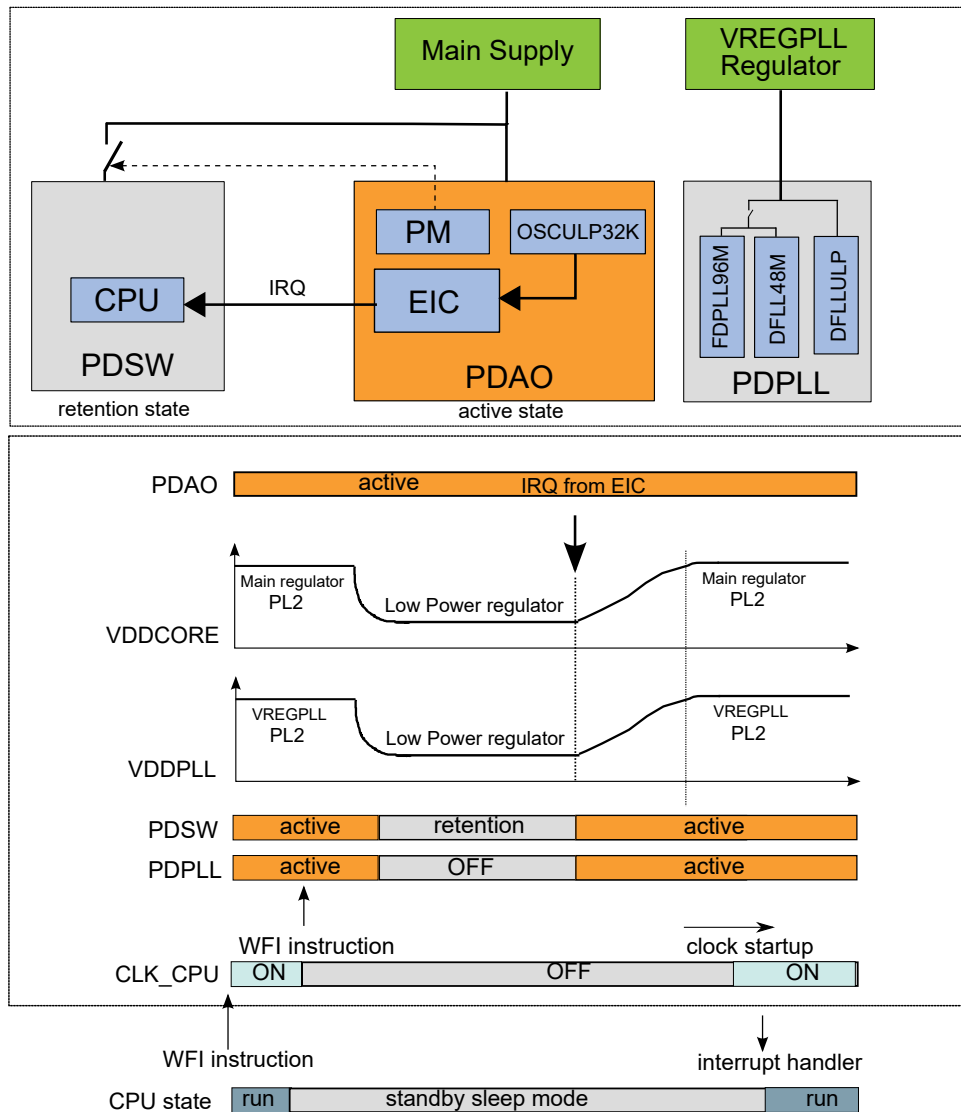 Main Supply
VREGPLL
Regulator
PM
OSCULP32K
CPU
IRQ
EIC
FDPLL96M
DFLL48M
DFLLULP
PDSW
PDAO
PDPLL
retention state
active state
PDAO
active
IRQ from EIC
Main regulator
PL2
Low Power regulator
Main regulator
PL2
VDDCORE
VREGPLL
PL2
Low Power regulator
VREGPLL
PL2
VDDPLL
PDSW
active
retention
active
PDPLL
active
OFF
active
WFI instruction
clock startup
CLK_CPU
ON
OFF
ON
WFI instruction
interrupt handler
CPU state
run
standby sleep mode
run